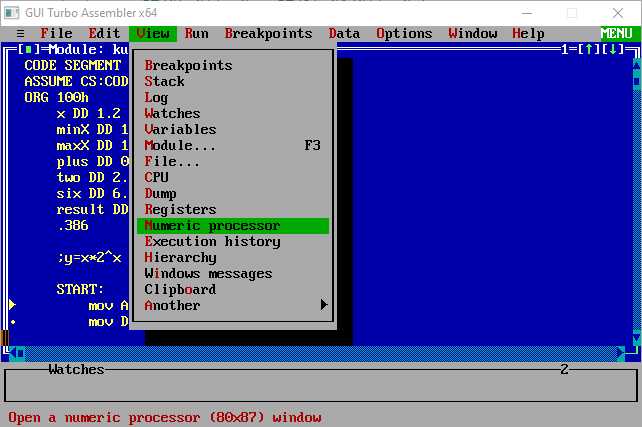 GUI Turbo Assembler x64
≡ File Edit View Run Breakpoints Data Options Window Help MENU
[■]=Module: ku 1=[↑][↓]
CODE SEGMENT
ASSUME CS:COD
ORG 100h
x DD 1.2
minX DD 1
maxX DD 1
plus DD 0
two DD 2.
six DD 6.
result DD
.386
;y=x*2^x
START:
mov A
mov D
Breakpoints
Stack
Log
Watches
Variables
Module... F3
File...
CPU
Dump
Registers
Numeric processor
Execution history
Hierarchy
Windows messages
Clipboard
Another
Watches 2
Open a numeric processor (80x87) window